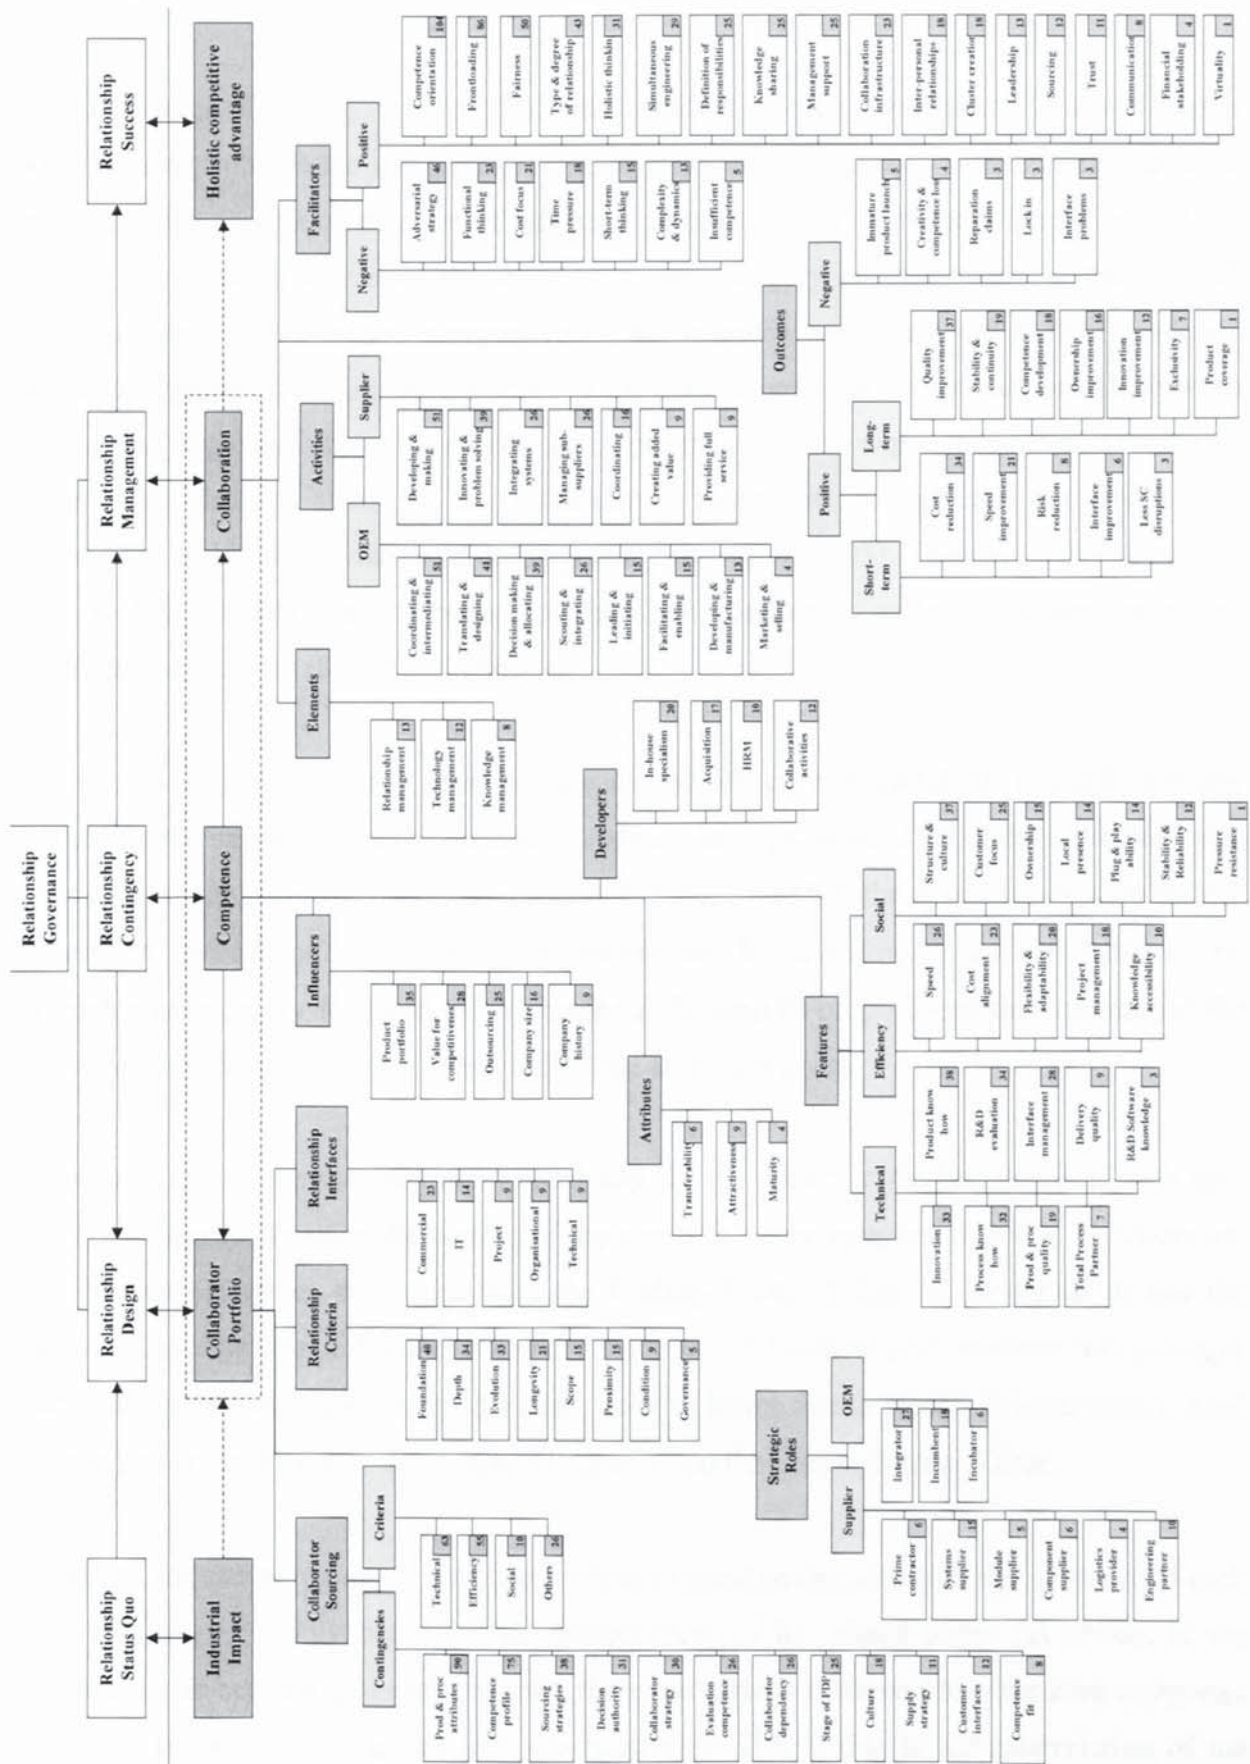 Relationship
Governance
Relationship
Status Quo
Relationship
Design
Relationship
Contingency
Relationship
Management
Relationship
Success
Industrial
Impact
Collaborator
Portfolio
Competence
Collaboration
Holistic competitive
advantage
Collaborator
Sourcing
Contingencies
Prod & proc
attributes
90
Competence
profile
75
Sourcing
strategies
38
Decision
authority
31
Collaborator
strategy
30
Evaluation
competence
26
Collaborator
dependency
26
Stage of PDP
25
Culture
18
Supply
strategy
11
Customer
interfaces
12
Competence
fit
8
Criteria
Technical
63
Efficiency
55
Social
10
Others
26
Strategic
Roles
Supplier
Prime
contractor
6
Systems
supplier
15
Module
supplier
5
Component
supplier
6
Logistics
provider
4
Engineering
partner
10
OEM
Integrator
27
Incumbent
18
Incubator
6
Relationship
Criteria
Foundation
40
Depth
34
Evolution
33
Longevity
21
Scope
15
Proximity
15
Condition
9
Governance
5
Relationship
Interfaces
Commercial
23
IT
14
Project
9
Organisational
9
Technical
9
Influencers
Product
portfolio
35
Value for
competitivenes
28
Outsourcing
25
Company size
16
Company
history
9
Attributes
Transferability
6
Attractiveness
9
Maturity
4
Developers
In-house
specialism
20
Acquisition
17
HRM
10
Collaborative
activities
12
Features
Technical
Innovation
33
Process know
how
32
Prod & proc
quality
19
Total Process
Partner
7
Product know
how
38
R&D
evaluation
34
Interface
management
28
Delivery
quality
9
R&D Software
knowledge
3
Efficiency
Speed
26
Cost
alignment
23
Flexibility &
adaptability
20
Project
management
18
Knowledge
accessibility
10
Social
Structure &
culture
37
Customer
focus
25
Ownership
15
Local
presence
14
Plug & play
ability
14
Stability &
Reliability
12
Pressure
resistance
1
Elements
Relationship
management
13
Technology
management
12
Knowledge
management
8
Activities
OEM
Coordinating &
intermediating
51
Translating &
designing
41
Decision making
& allocating
39
Scouting &
integrating
26
Leading &
initiating
15
Facilitating &
enabling
15
Developing &
manufacturing
13
Marketing &
selling
4
Supplier
Developing &
making
51
Innovating &
problem solving
39
Integrating
systems
26
Managing sub-
suppliers
26
Coordinating
16
Creating added
value
9
Providing full
service
9
Facilitators
Negative
Adversarial
strategy
46
Functional
thinking
23
Cost focus
21
Time
pressure
18
Short-term
thinking
15
Complexity
& dynamics
13
Insufficient
competence
5
Positive
Competence
orientation
104
Frontloading
86
Fairness
50
Type & degree
of relationship
43
Holistic thinkin
31
Simultaneous
engineering
29
Definition of
responsibilities
25
Knowledge
sharing
25
Management
support
25
Collaboration
infrastructure
23
Inter-personal
relationships
18
Cluster creation
18
Leadership
13
Sourcing
12
Trust
11
Communication
8
Financial
stakeholding
4
Virtuality
1
Outcomes
Positive
Short-
term
Cost
reduction
34
Speed
improvement
21
Risk
reduction
8
Interface
improvement
6
Less SC
disruptions
3
Long-
term
Quality
improvement
37
Stability &
continuity
19
Competence
development
18
Ownership
improvement
16
Innovation
improvement
12
Exclusivity
7
Product
coverage
1
Negative
Immature
product launch
5
Creativity &
competence loss
4
Reparation
claims
3
Lock in
3
Interface
problems
3